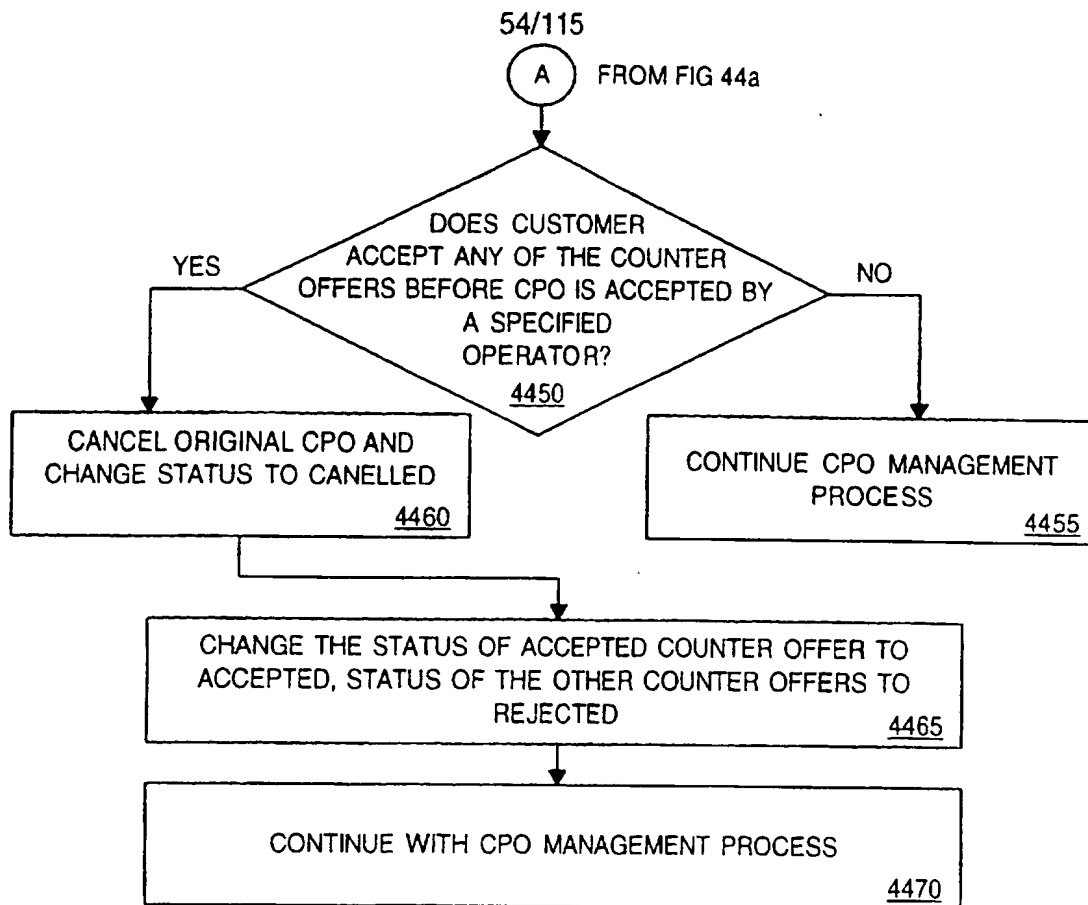 54/115
A FROM FIG 44a
DOES CUSTOMER
ACCEPT ANY OF THE COUNTER
OFFERS BEFORE CPO IS ACCEPTED BY
A SPECIFIED
OPERATOR?
4450
YES
NO
CANCEL ORIGINAL CPO AND
CHANGE STATUS TO CANELLED
4460
CONTINUE CPO MANAGEMENT
PROCESS
4455
CHANGE THE STATUS OF ACCEPTED COUNTER OFFER TO
ACCEPTED, STATUS OF THE OTHER COUNTER OFFERS TO
REJECTED
4465
CONTINUE WITH CPO MANAGEMENT PROCESS
4470